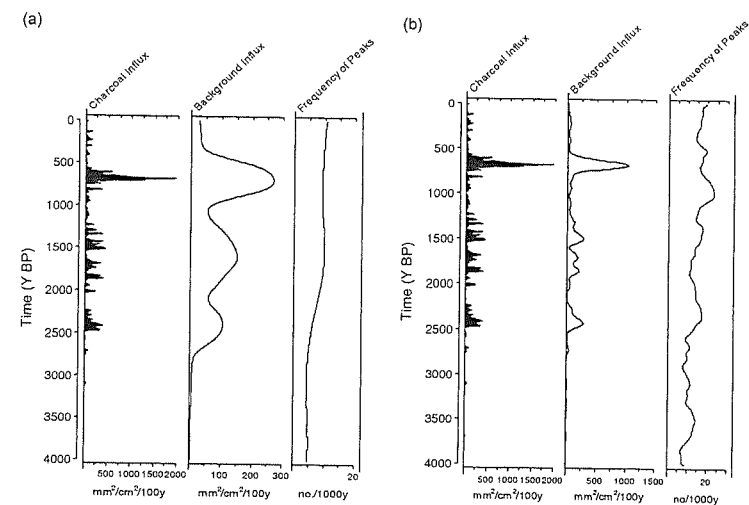 (a)
Charcoal Influx
Background Influx
Frequency of Peaks
0
500
1000
1500
2000
2500
3000
3500
4000
Time (Y BP)
500 1000 1500 2000
0 100 200 300
20
mm²/cm²/100y
mm²/cm²/100y
no./1000y
(b)
Charcoal Influx
Background Influx
Frequency of Peaks
0
500
1000
1500
2000
2500
3000
3500
4000
Time (Y BP)
500 1000 1500 2000
500 1000 1500
20
mm²/cm²/100y
mm²/cm²/100y
no/1000y